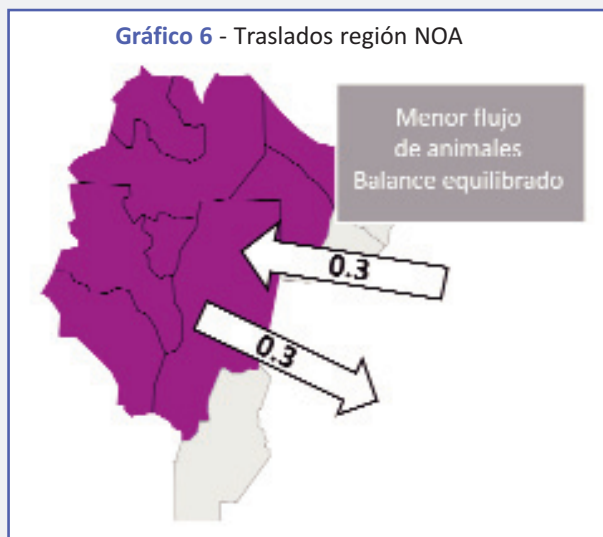 Gráfico 6 - Traslados región NOA
Menor flujo
de animales
Balance equilibrado
0.3
0.3